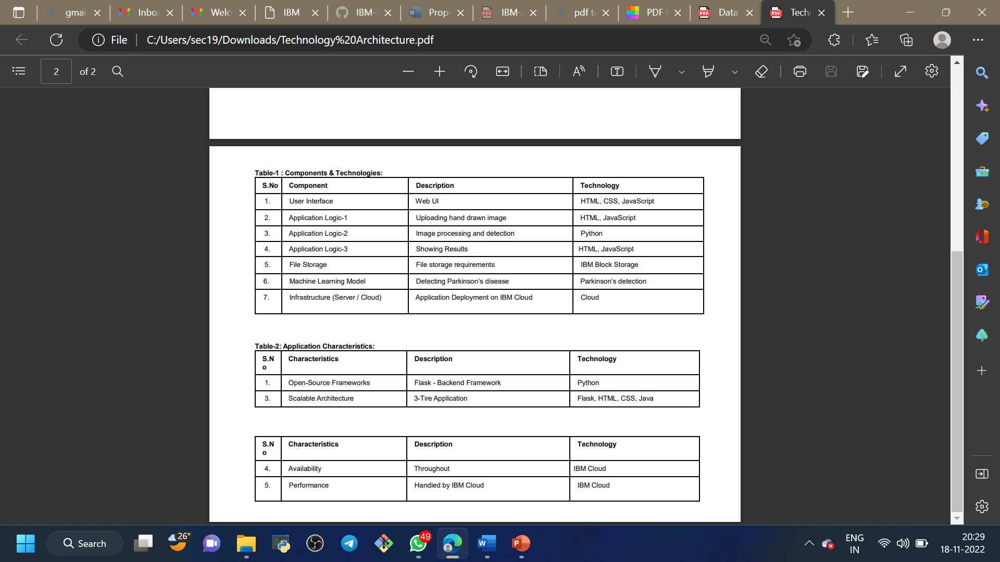 gmai
Inbo
Welc
IBM
IBM-
Prop
IBM-
pdf t
PDF
Data
Tech
File
C:/Users/sec19/Downloads/Technology%20Architecture.pdf
2 of 2
Table-1 : Components & Technologies:
S.No Component Description Technology
1. User Interface Web UI HTML, CSS, JavaScript
2. Application Logic-1 Uploading hand drawn image HTML, JavaScript
3. Application Logic-2 Image processing and detection Python
4. Application Logic-3 Showing Results HTML, JavaScript
5. File Storage File storage requirements IBM Block Storage
6. Machine Learning Model Detecting Parkinson’s disease Parkinson’s detection
7. Infrastructure (Server / Cloud) Application Deployment on IBM Cloud Cloud
Table-2: Application Characteristics:
S.N Characteristics Description Technology
o
1. Open-Source Frameworks Flask - Backend Framework Python
3. Scalable Architecture 3-Tire Application Flask, HTML, CSS, Java
S.N Characteristics Description Technology
o
4. Availability Throughout IBM Cloud
5. Performance Handled by IBM Cloud IBM Cloud
Search
26°
49
ENG
IN
20:29
18-11-2022